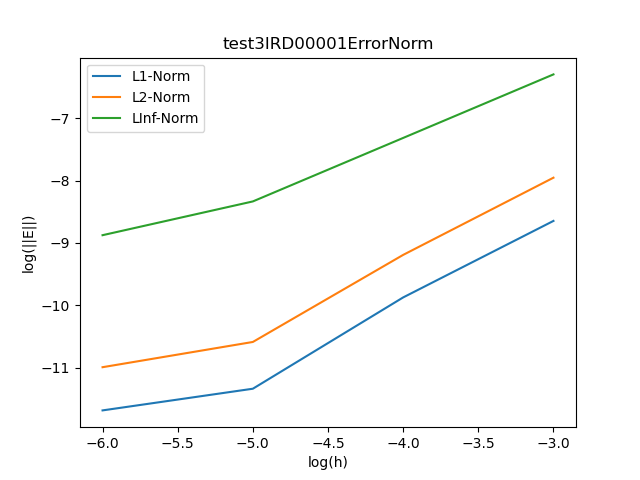 test3IRD00001ErrorNorm
L1-Norm
L2-Norm
LInf-Norm
log(||E||)
−7
−8
−9
−10
−11
−6.0 −5.5 −5.0 −4.5 −4.0 −3.5 −3.0
log(h)